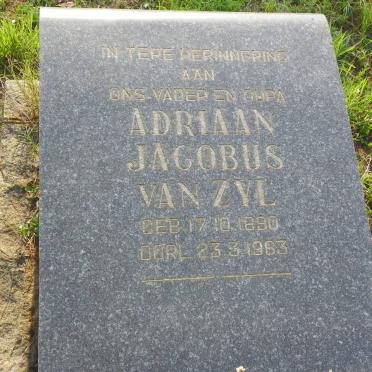 IN TERE HERINNERING
AAN
ONS VADER EN OUPA
ADRIAAN
JACOBUS
VAN ZYL
GEB 17.10.1890
OORL 23.3.1963